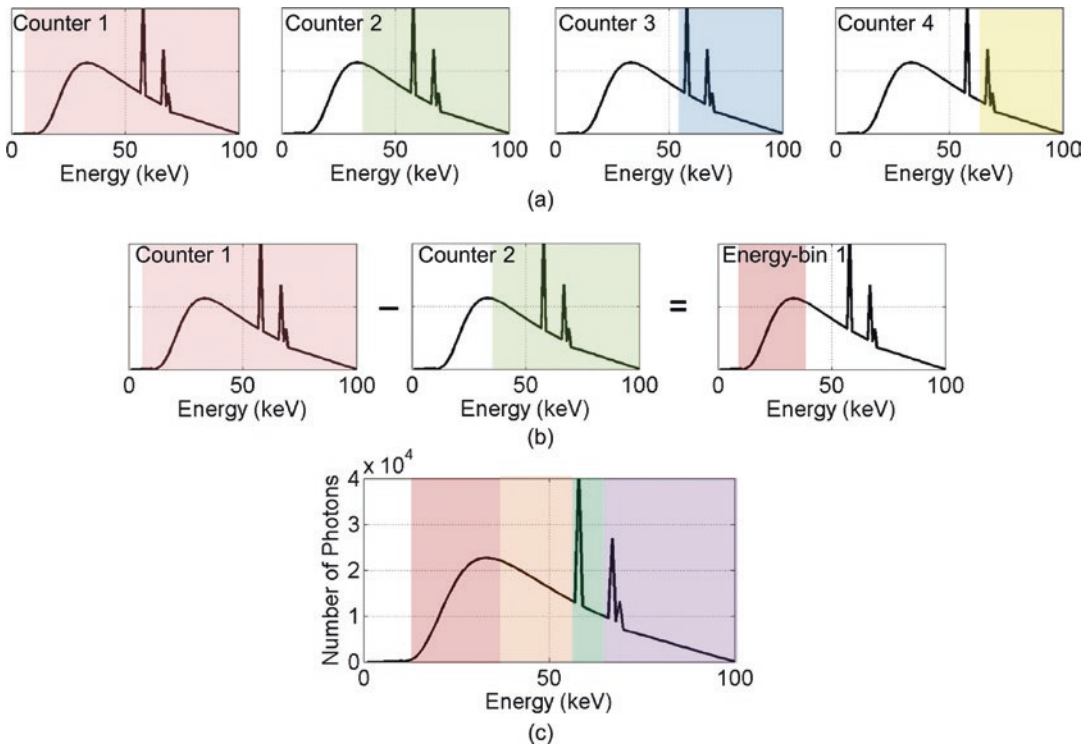 Counter 1
Counter 2
Counter 3
Counter 4
0 50 100
0 50 100
0 50 100
0 50 100
Energy (keV)
Energy (keV)
Energy (keV)
Energy (keV)
(a)
Counter 1
Counter 2
Energy-bin 1
–
=
0 50 100
0 50 100
0 50 100
Energy (keV)
Energy (keV)
Energy (keV)
(b)
x 10^4
4
3
2
1
0
Number of Photons
0 50 100
Energy (keV)
(c)